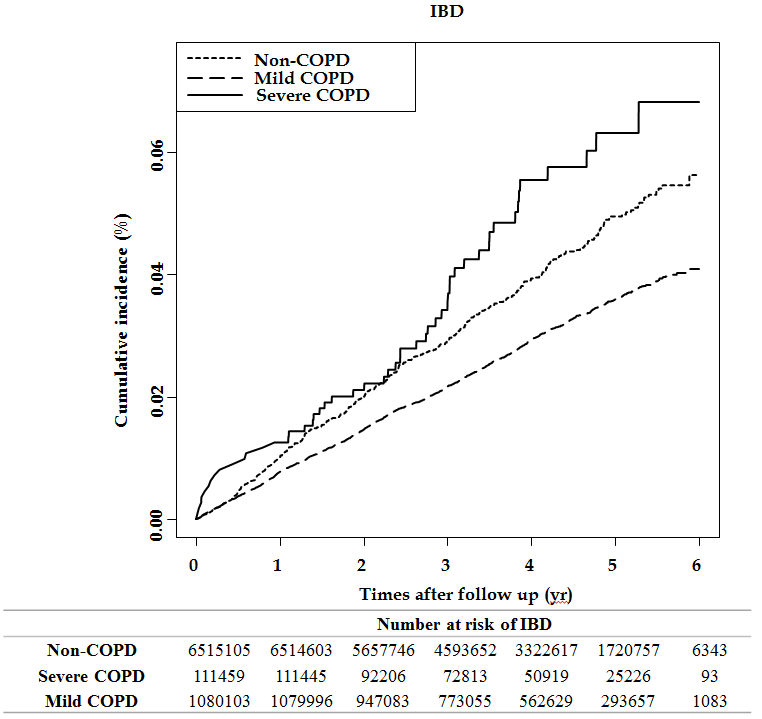 IBD
Non-COPD
Mild COPD
Severe COPD
Cumulative incidence (%)
0.06
0.04
0.02
0.00
0 1 2 3 4 5 6
Times after follow up (yr)
Number at risk of IBD
Non-COPD 6515105 6514603 5657746 4593652 3322617 1720757 6343
Severe COPD 111459 111445 92206 72813 50919 25226 93
Mild COPD 1080103 1079996 947083 773055 562629 293657 1083